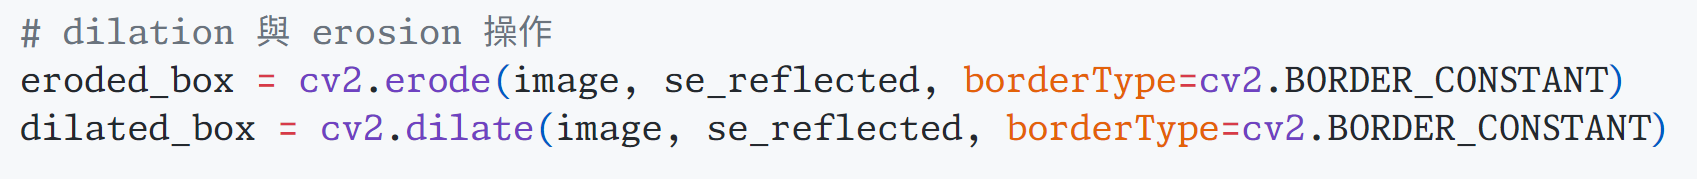 # dilation 與 erosion 操作
eroded_box = cv2.erode(image, se_reflected, borderType=cv2.BORDER_CONSTANT)
dilated_box = cv2.dilate(image, se_reflected, borderType=cv2.BORDER_CONSTANT)